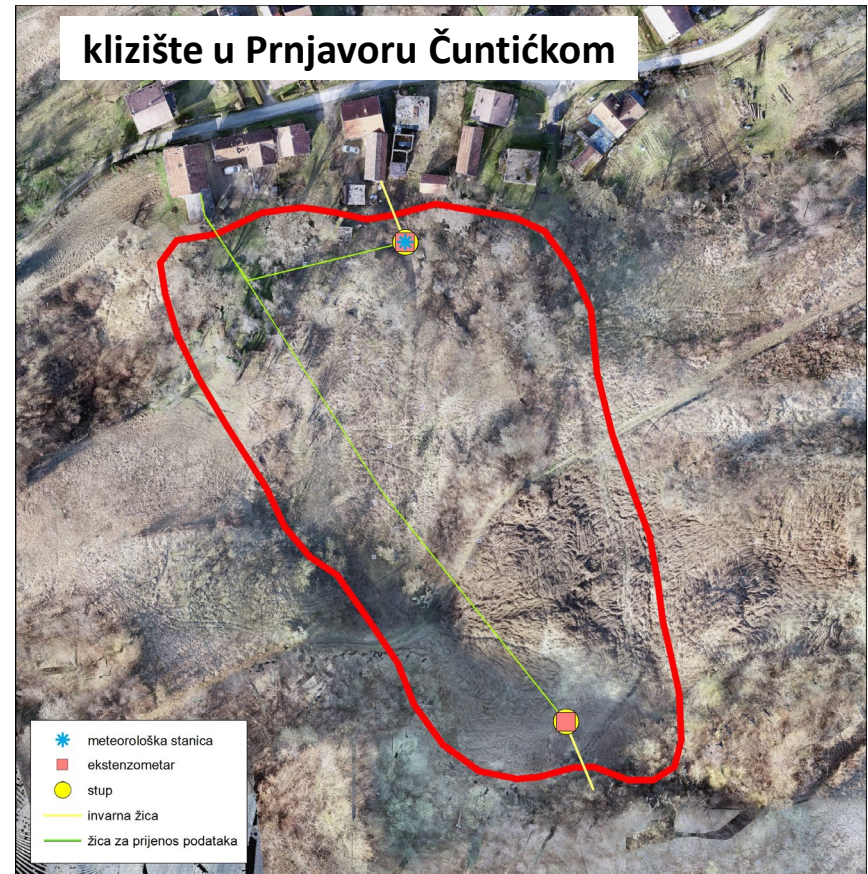 klizište u Prnjavoru Čuntićkom
meteorološka stanica
ekstenzometar
stup
invarna žica
žica za prijenos podataka